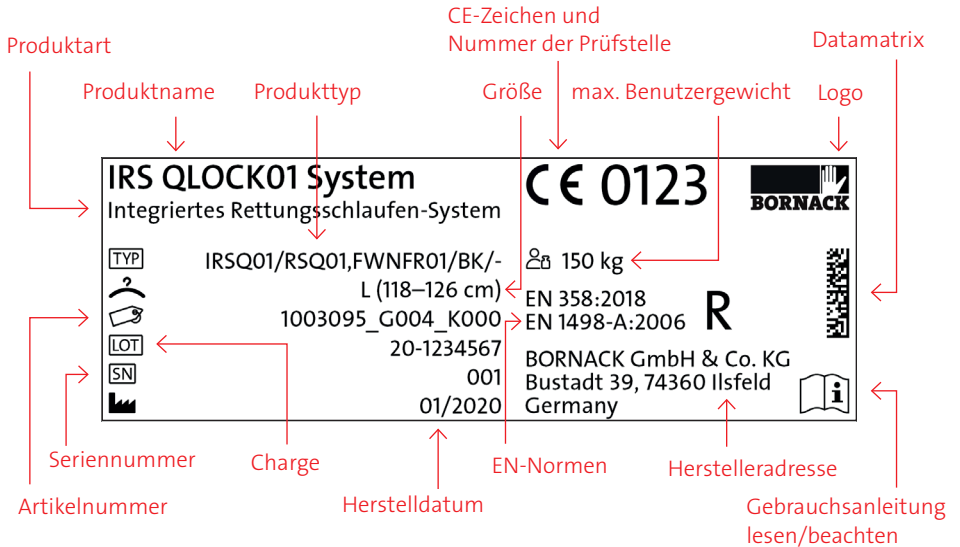 CE-Zeichen und
Nummer der Prüfstelle
Produktart
Datamatrix
Produktname
Produkttyp
Größe
max. Benutzergewicht
Logo
IRS QLOCK01 System
Integriertes Rettungsschlaufen-System
CE 0123
BORNACK
TYP
IRSQ01/RSQ01,FWNFR01/BK/-
L (118–126 cm)
1003095_G004_K000
LOT
20-1234567
SN
001
01/2020
150 kg
EN 358:2018
EN 1498-A:2006
R
BORNACK GmbH & Co. KG
Bustadt 39, 74360 Ilsfeld
Germany
i
Seriennummer
Charge
EN-Normen
Herstelleradresse
Artikelnummer
Herstelldatum
Gebrauchsanleitung
lesen/beachten